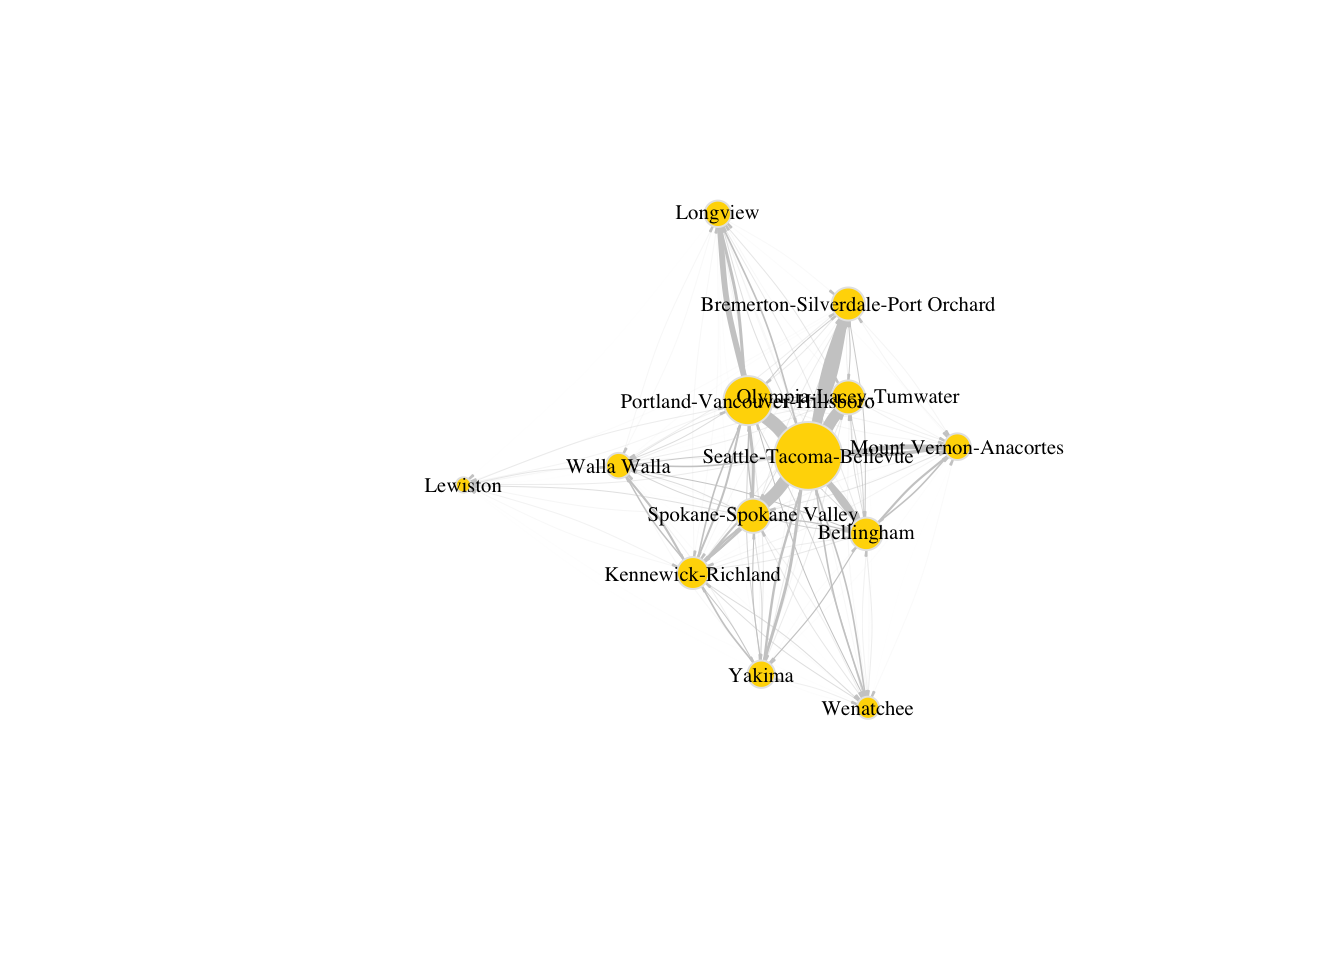 Longview
Bremerton-Silverdale-Port Orchard
Olympia-Lacey-Tumwater
Portland-Vancouver-Hillsboro
Mount Vernon-Anacortes
Seattle-Tacoma-Bellevue
Walla Walla
Lewiston
Spokane-Spokane Valley
Bellingham
Kennewick-Richland
Yakima
Wenatchee